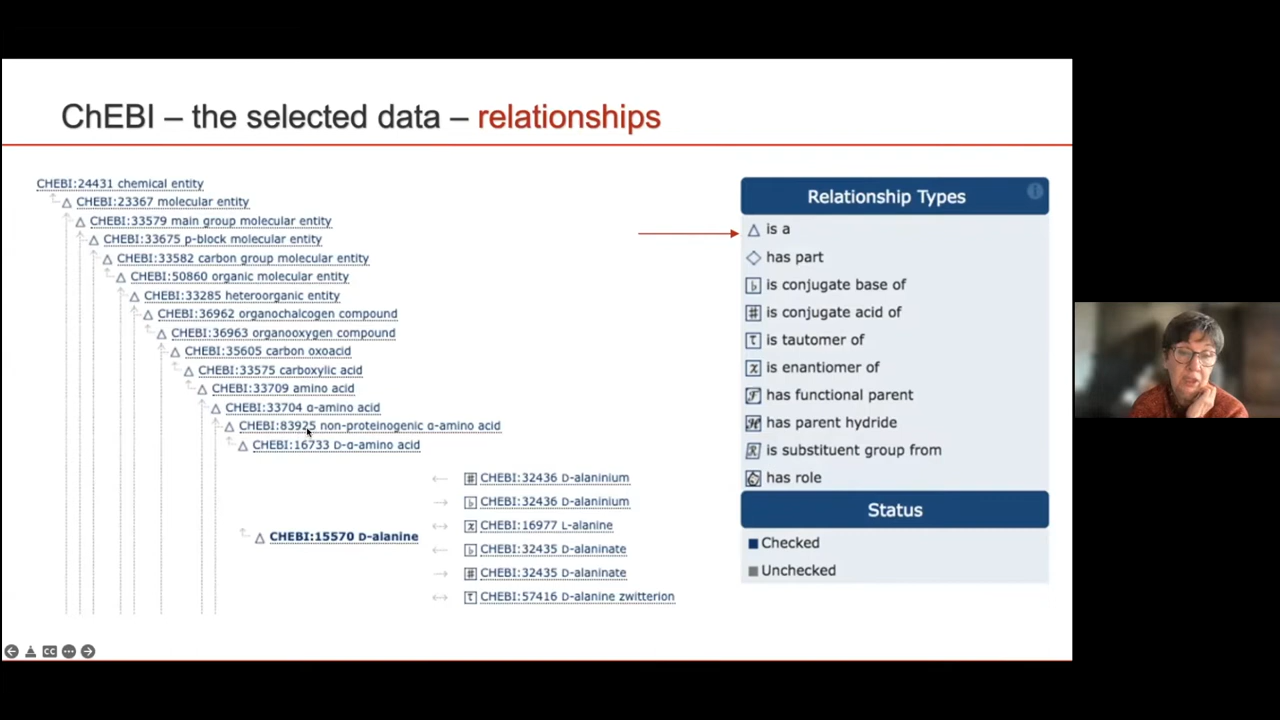 ChEBI – the selected data – relationships
CHEBI:24431 chemical entity
CHEBI:23367 molecular entity
CHEBI:33579 main group molecular entity
CHEBI:33675 p-block molecular entity
CHEBI:33582 carbon group molecular entity
CHEBI:50860 organic molecular entity
CHEBI:33285 heteroorganic entity
CHEBI:36962 organochalcogen compound
CHEBI:36963 organooxygen compound
CHEBI:35605 carbon oxoacid
CHEBI:33575 carboxylic acid
CHEBI:33709 amino acid
CHEBI:33704 α-amino acid
CHEBI:83925 non-proteinogenic α-amino acid
CHEBI:16733 D-α-amino acid
CHEBI:15570 D-alanine
← # CHEBI:32436 D-alaninium
→ b CHEBI:32436 D-alaninium
↔ χ CHEBI:16977 L-alanine
← b CHEBI:32435 D-alaninate
→ # CHEBI:32435 D-alaninate
↔ τ CHEBI:57416 D-alanine zwitterion
Relationship Types
is a
has part
b is conjugate base of
# is conjugate acid of
τ is tautomer of
χ is enantiomer of
F has functional parent
H has parent hydride
R is substituent group from
has role
Status
Checked
Unchecked
CC